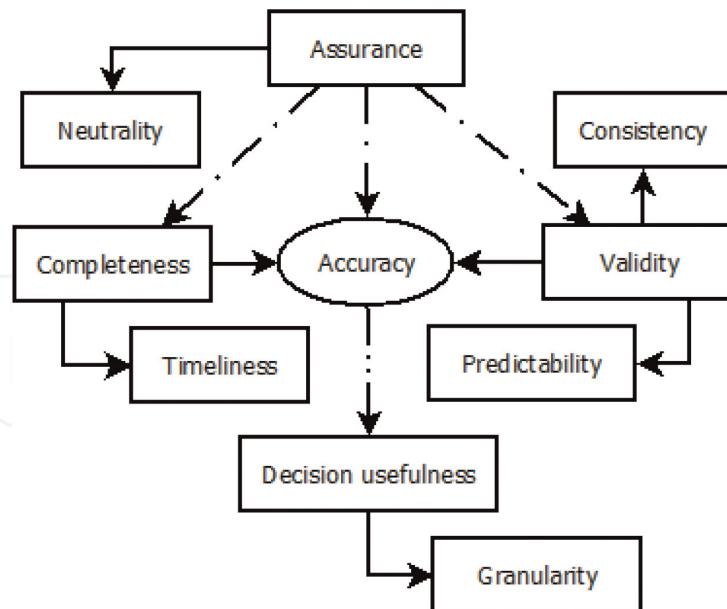 Assurance
Neutrality
Consistency
Completeness
Accuracy
Validity
Timeliness
Predictability
Decision usefulness
Granularity